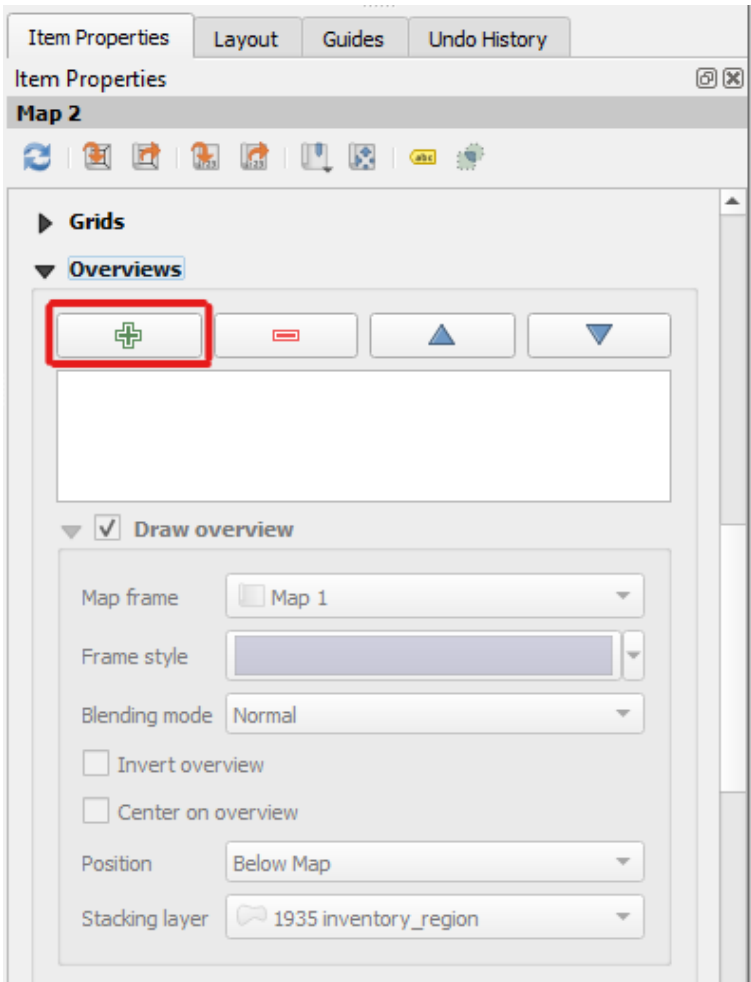 Item Properties Layout Guides Undo History
Item Properties
Map 2
abc
Grids
Overviews
Draw overview
Map frame Map 1
Frame style
Blending mode Normal
Invert overview
Center on overview
Position Below Map
Stacking layer 1935 inventory_region